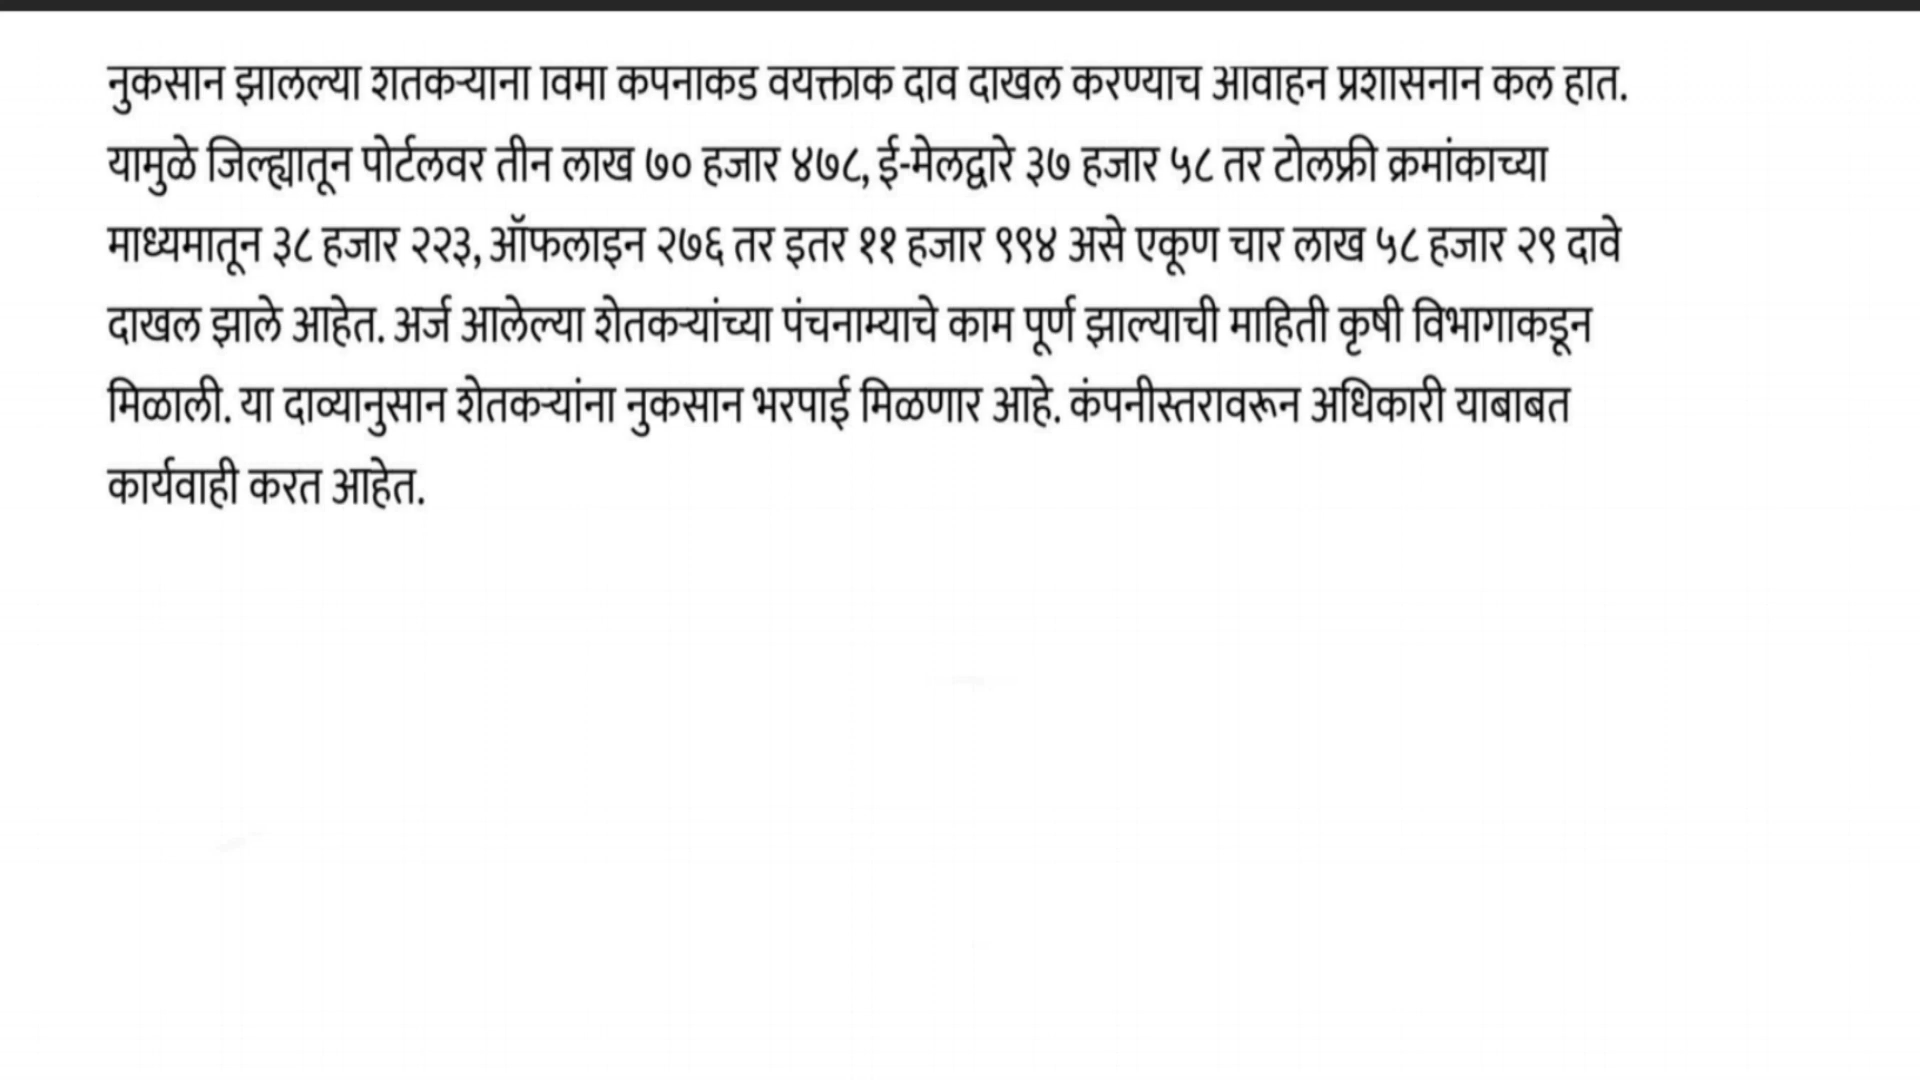 नुकसान झालेल्या शेतकऱ्यांना विमा कंपनीकडे वैयक्तीक दावे दाखल करण्याचे आवाहन प्रशासनाने केले होते.
यामुळे जिल्ह्यातून पोर्टलवर तीन लाख ७० हजार ४७८, ई-मेलद्वारे ३७ हजार ५८ तर टोलफ्री क्रमांकाच्या
माध्यमातून ३८ हजार २२३, ऑफलाइन २७६ तर इतर ११ हजार ९९४ असे एकूण चार लाख ५८ हजार २९ दावे
दाखल झाले आहेत. अर्ज आलेल्या शेतकऱ्यांच्या पंचनाम्याचे काम पूर्ण झाल्याची माहिती कृषी विभागाकडून
मिळाली. या दाव्यानुसान शेतकऱ्यांना नुकसान भरपाई मिळणार आहे. कंपनीस्तरावरून अधिकारी याबाबत
कार्यवाही करत आहेत.